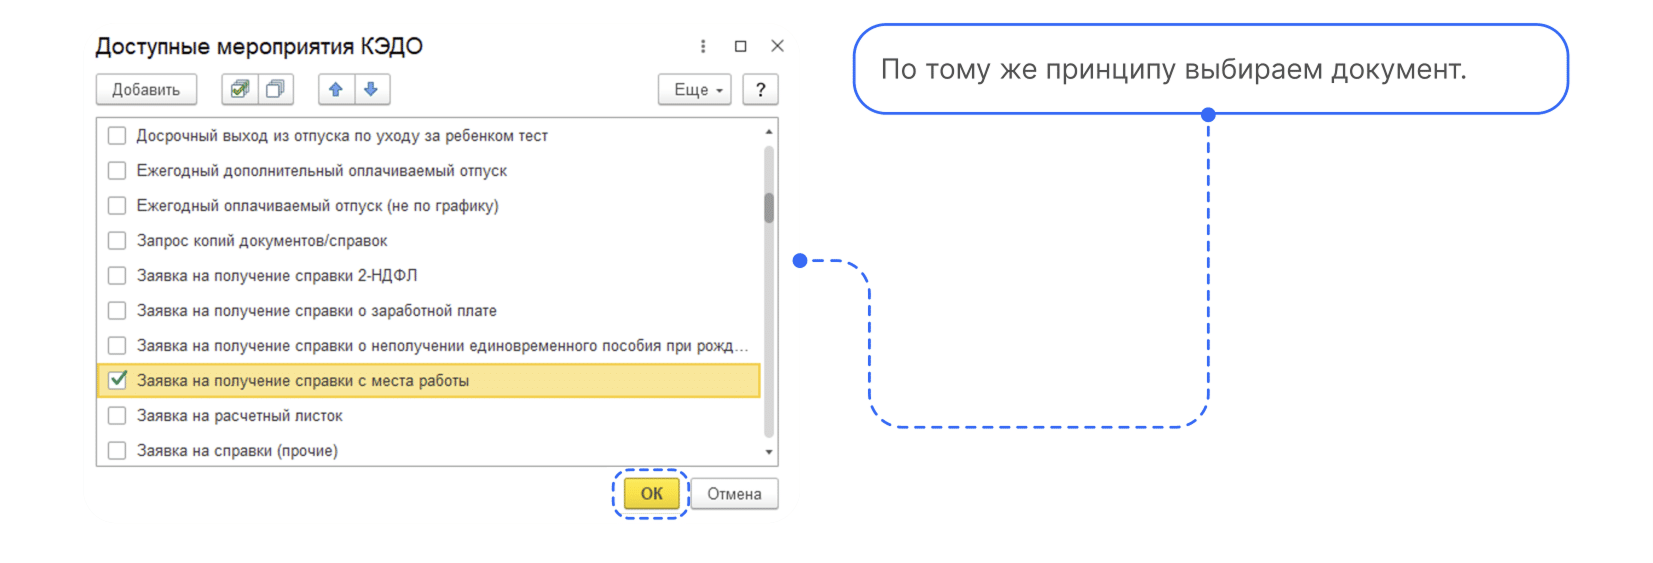 Доступные мероприятия КЭДО
Добавить
Еще
?
Досрочный выход из отпуска по уходу за ребенком тест
Ежегодный дополнительный оплачиваемый отпуск
Ежегодный оплачиваемый отпуск (не по графику)
Запрос копий документов/справок
Заявка на получение справки 2-НДФЛ
Заявка на получение справки о заработной плате
Заявка на получение справки о неполучении единовременного пособия при рожд...
Заявка на получение справки с места работы
Заявка на расчетный листок
Заявка на справки (прочие)
ОК
Отмена
По тому же принципу выбираем документ.